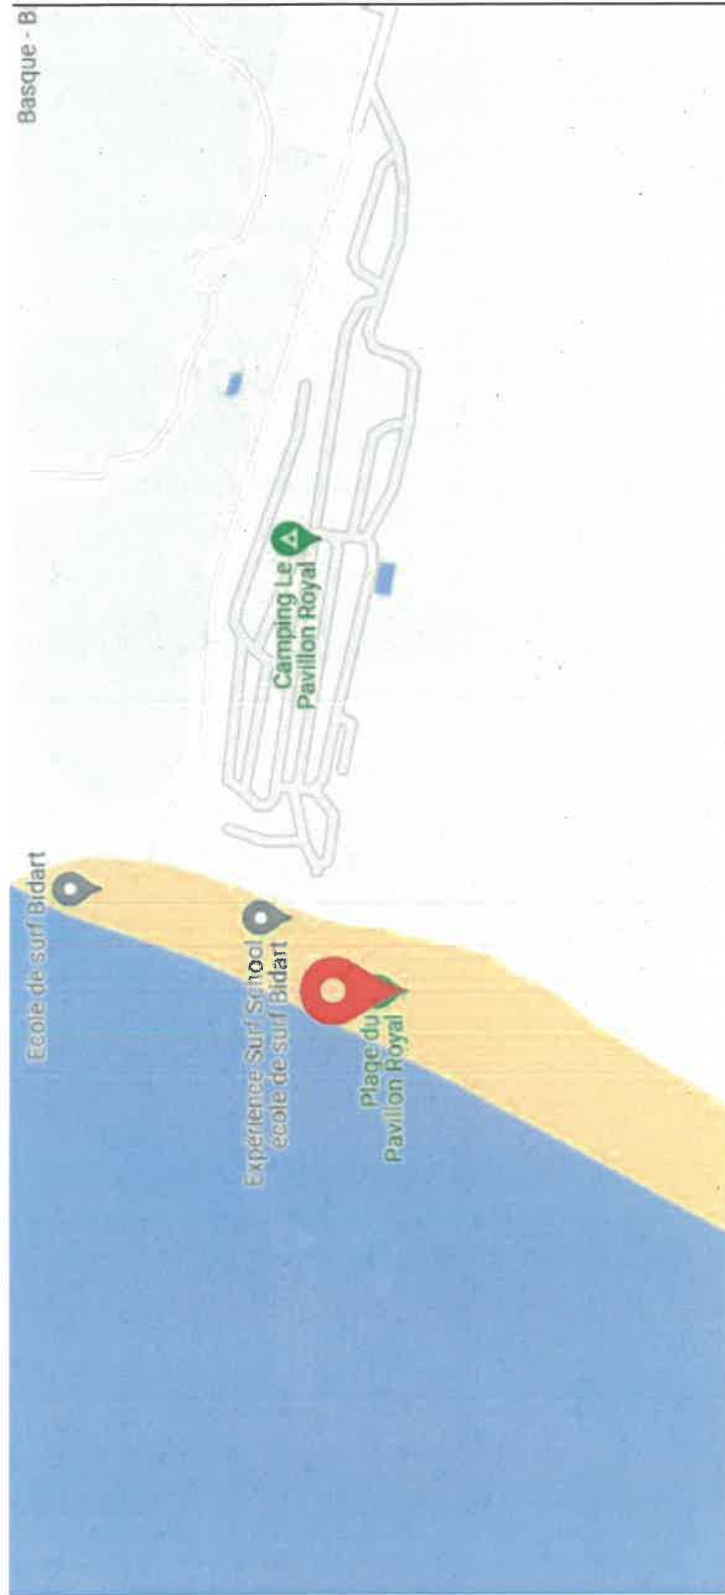 Basque - B
Ecole de surf Bidart
Expérience Surf School
école de surf Bidart
Plage du
Pavillon Royal
Camping Le
Pavillon Royal